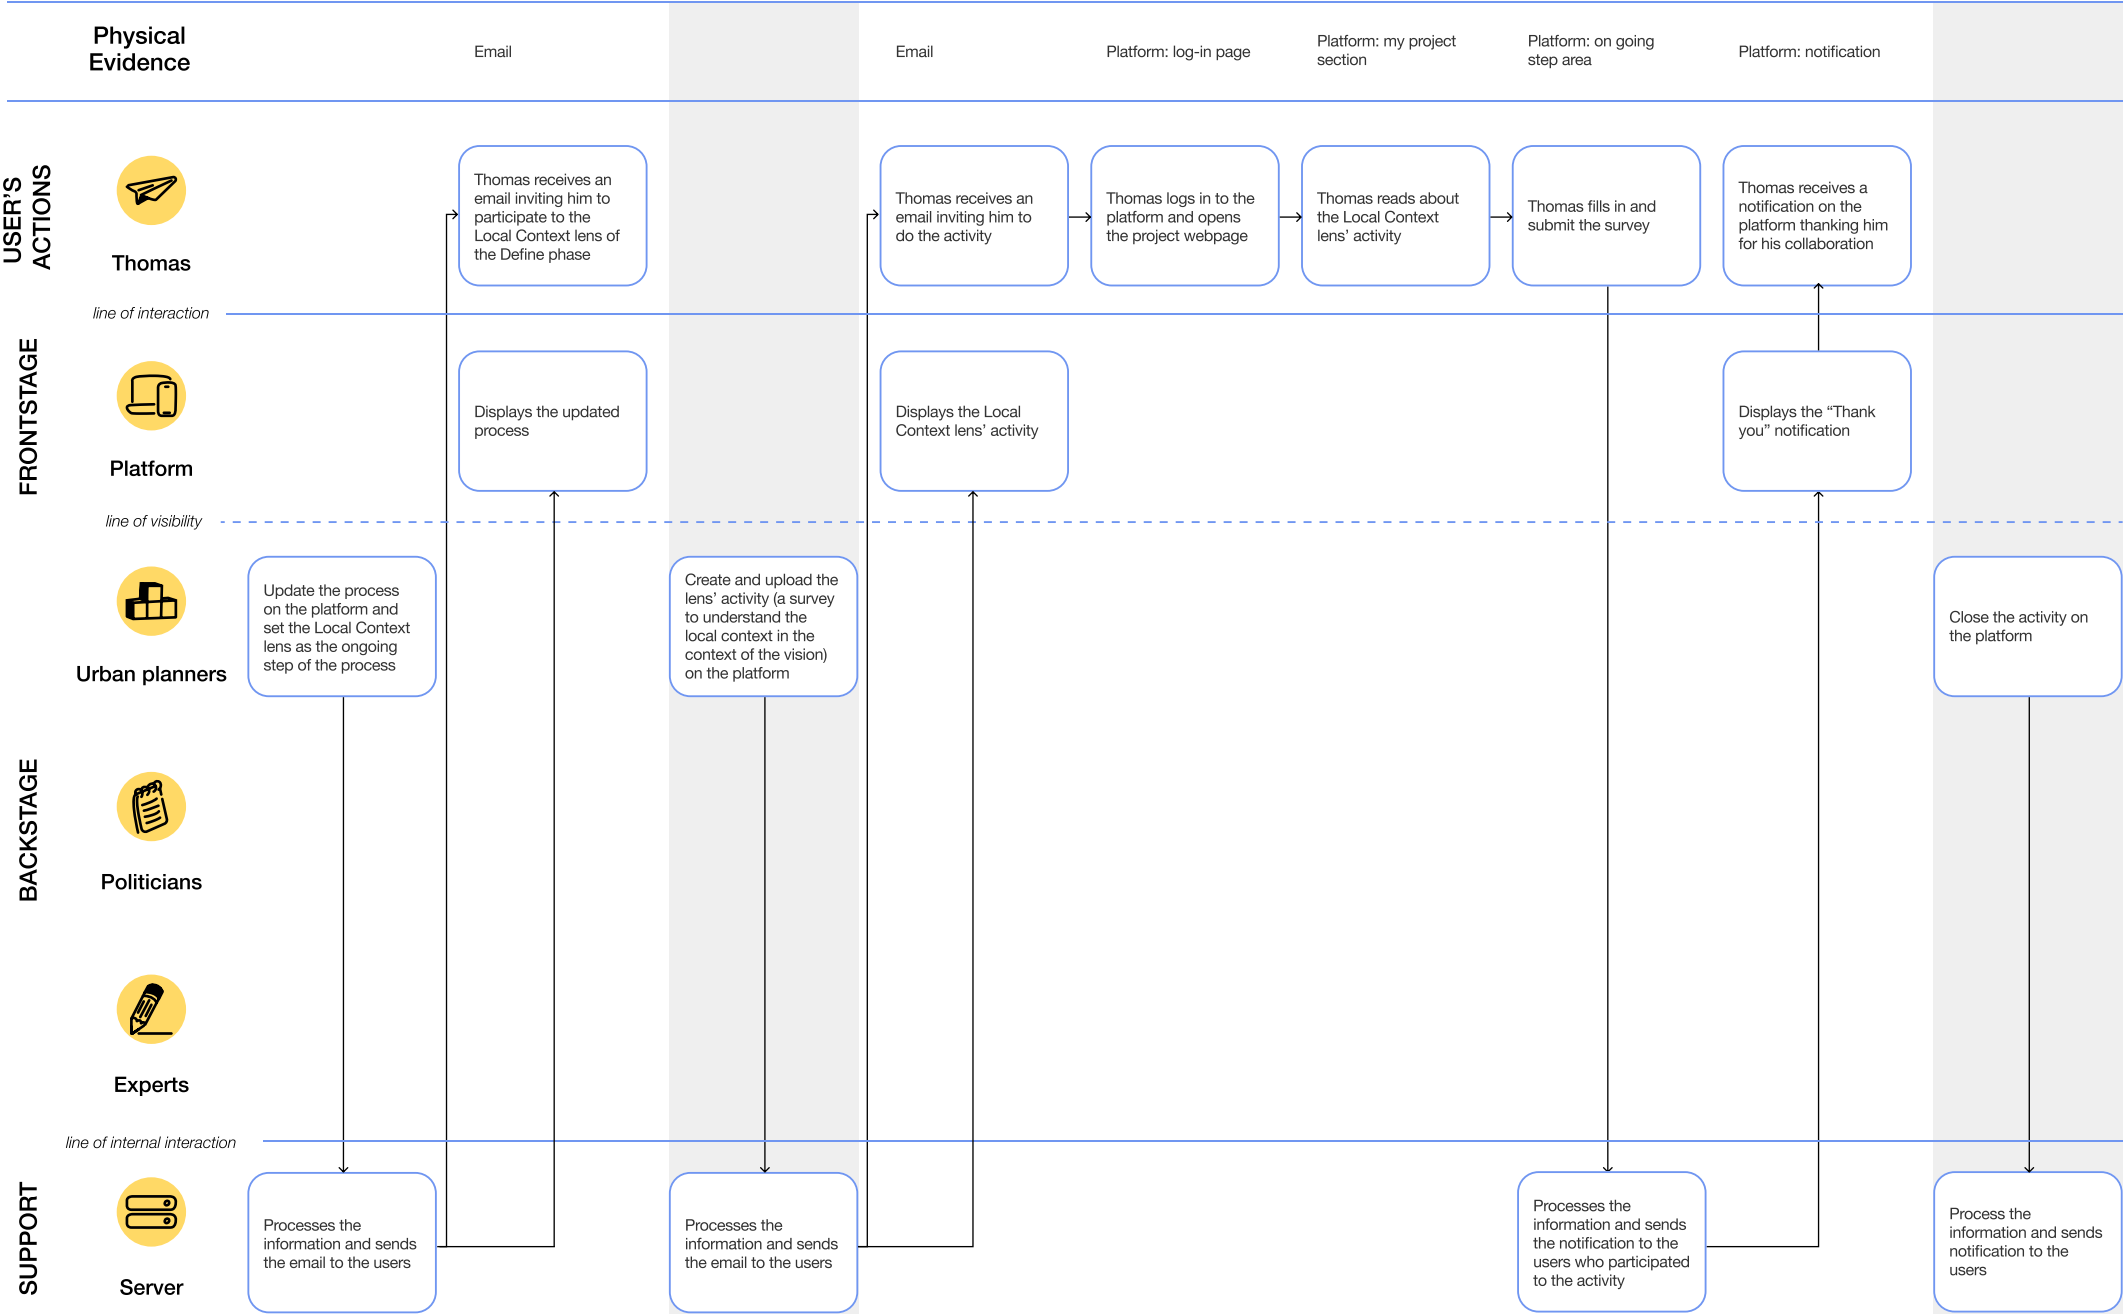 Physical
Evidence
Email
Email
Platform: log-in page
Platform: my project
section
Platform: on going
step area
Platform: notification
USER'S
ACTIONS
Thomas
Thomas receives an
email inviting him to
participate to the
Local Context lens of
the Define phase
Thomas receives an
email inviting him to
do the activity
Thomas logs in to the
platform and opens
the project webpage
Thomas reads about
the Local Context
lens' activity
Thomas fills in and
submit the survey
Thomas receives a
notification on the
platform thanking him
for his collaboration
line of interaction
FRONTSTAGE
Platform
Displays the updated
process
Displays the Local
Context lens' activity
Displays the “Thank
you” notification
line of visibility
BACKSTAGE
Urban planners
Update the process
on the platform and
set the Local Context
lens as the ongoing
step of the process
Create and upload the
lens' activity (a survey
to understand the
local context in the
context of the vision)
on the platform
Close the activity on
the platform
Politicians
Experts
line of internal interaction
SUPPORT
Server
Processes the
information and sends
the email to the users
Processes the
information and sends
the email to the users
Processes the
information and sends
the notification to the
users who participated
to the activity
Process the
information and sends
notification to the
users